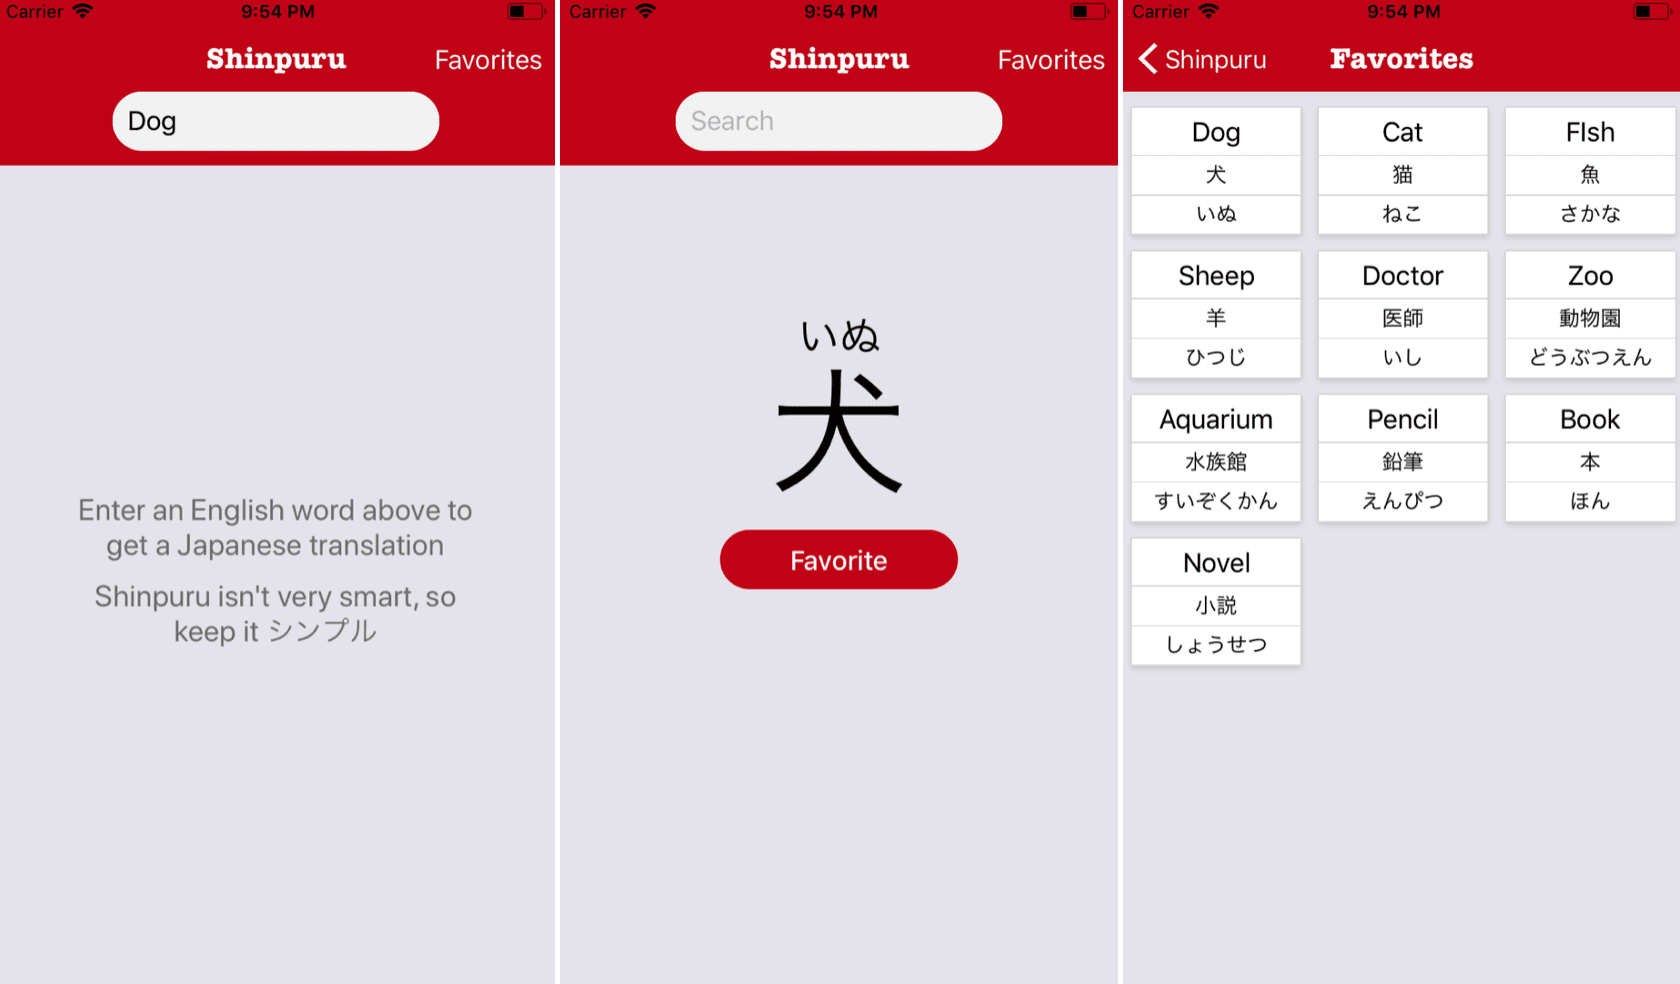 Carrier 9:54 PM
Shinpuru Favorites
Dog
Enter an English word above to
get a Japanese translation
Shinpuru isn't very smart, so
keep it シンプル
Carrier 9:54 PM
Shinpuru Favorites
Search
いぬ
犬
Favorite
Carrier 9:54 PM
Shinpuru Favorites
Dog
犬
いぬ
Cat
猫
ねこ
FIsh
魚
さかな
Sheep
羊
ひつじ
Doctor
医師
いし
Zoo
動物園
どうぶつえん
Aquarium
水族館
すいぞくかん
Pencil
鉛筆
えんぴつ
Book
本
ほん
Novel
小説
しょうせつ